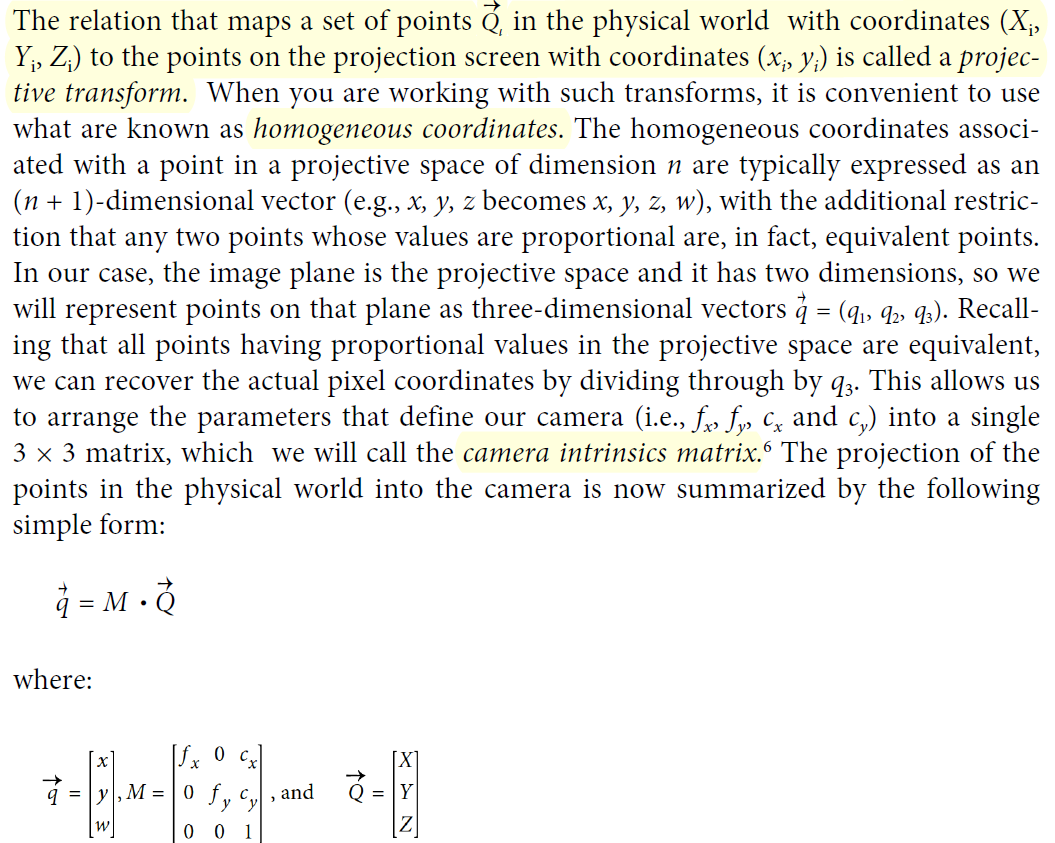 The relation that maps a set of points Q⃗ᵢ in the physical world with coordinates (Xᵢ,
Yᵢ, Zᵢ) to the points on the projection screen with coordinates (xᵢ, yᵢ) is called a projec-
tive transform. When you are working with such transforms, it is convenient to use
what are known as homogeneous coordinates. The homogeneous coordinates associ-
ated with a point in a projective space of dimension n are typically expressed as an
(n + 1)-dimensional vector (e.g., x, y, z becomes x, y, z, w), with the additional restric-
tion that any two points whose values are proportional are, in fact, equivalent points.
In our case, the image plane is the projective space and it has two dimensions, so we
will represent points on that plane as three-dimensional vectors q⃗ = (q₁, q₂, q₃). Recall-
ing that all points having proportional values in the projective space are equivalent,
we can recover the actual pixel coordinates by dividing through by q₃. This allows us
to arrange the parameters that define our camera (i.e., fₓ, f_y, cₓ and c_y) into a single
3 × 3 matrix, which we will call the camera intrinsics matrix.⁶ The projection of the
points in the physical world into the camera is now summarized by the following
simple form:
q⃗ = M · Q⃗
where:
q⃗ = [x y w], M = [fₓ 0 cₓ; 0 f_y c_y; 0 0 1], and Q⃗ = [X Y Z]